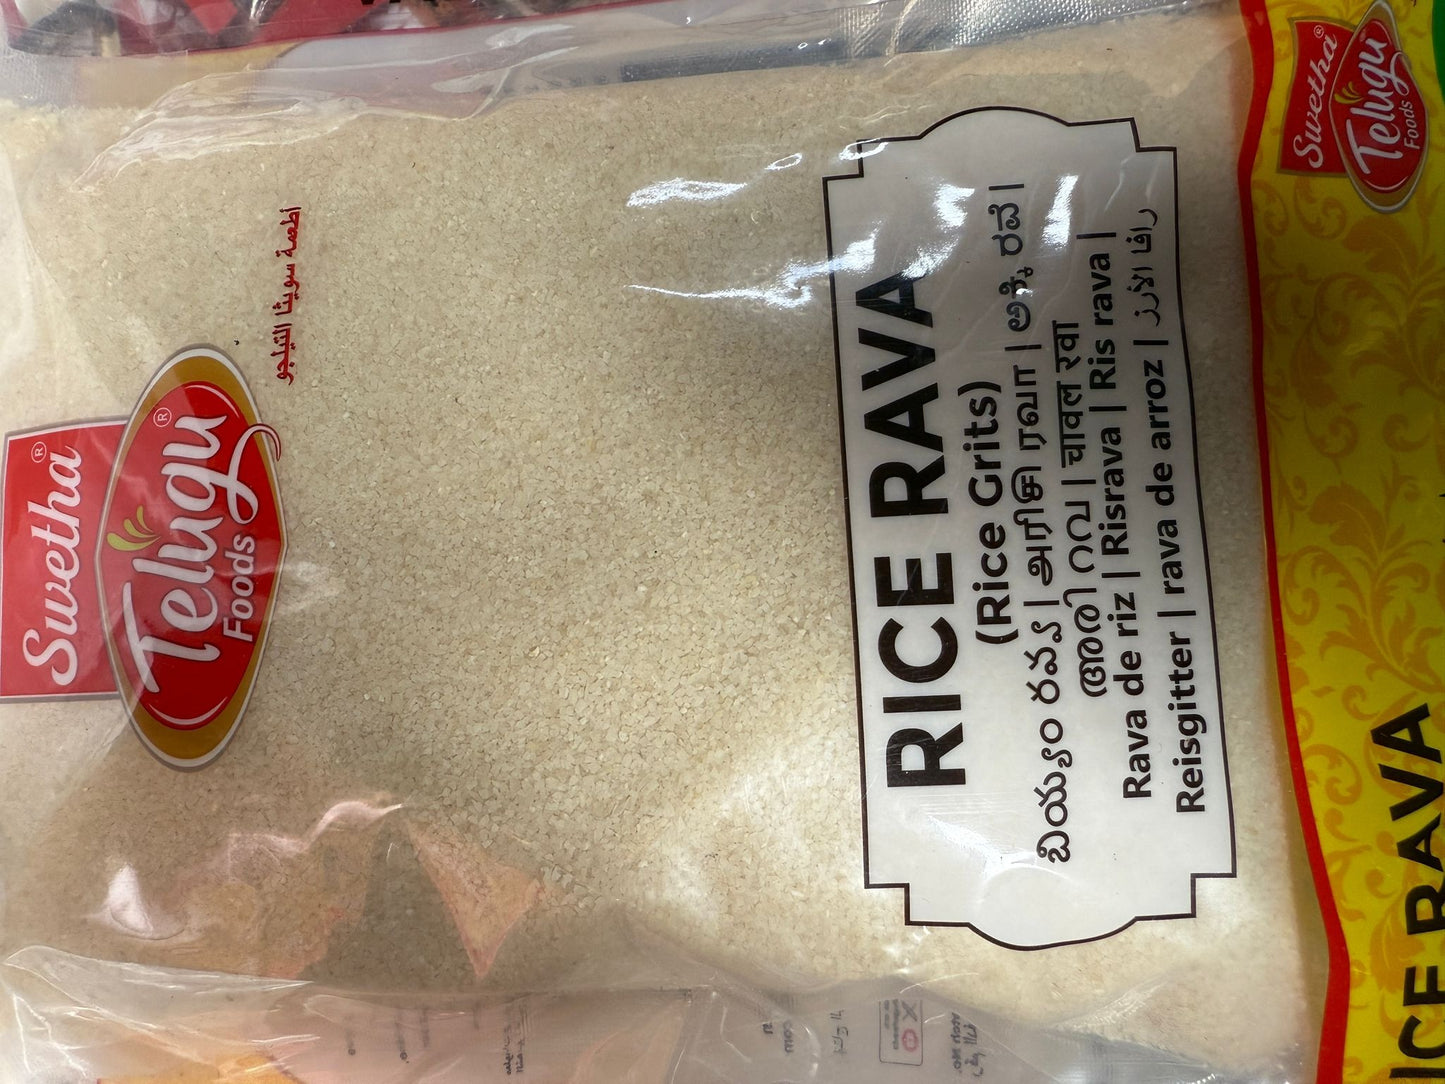 Swetha®
Telugu®
Foods
أطعمة سويثا التيلجو
RICE RAVA
(Rice Grits)
బియ్యం రవ్వ | அரிசி ரவா | ಅಕ್ಕಿ ರವೆ |
അരി റവ | चावल रवा
Rava de riz | Risrava | Ris rava |
Reisgitter | rava de arroz | رافا الأرز
Swetha®
Telugu
Foods
ICE RAVA